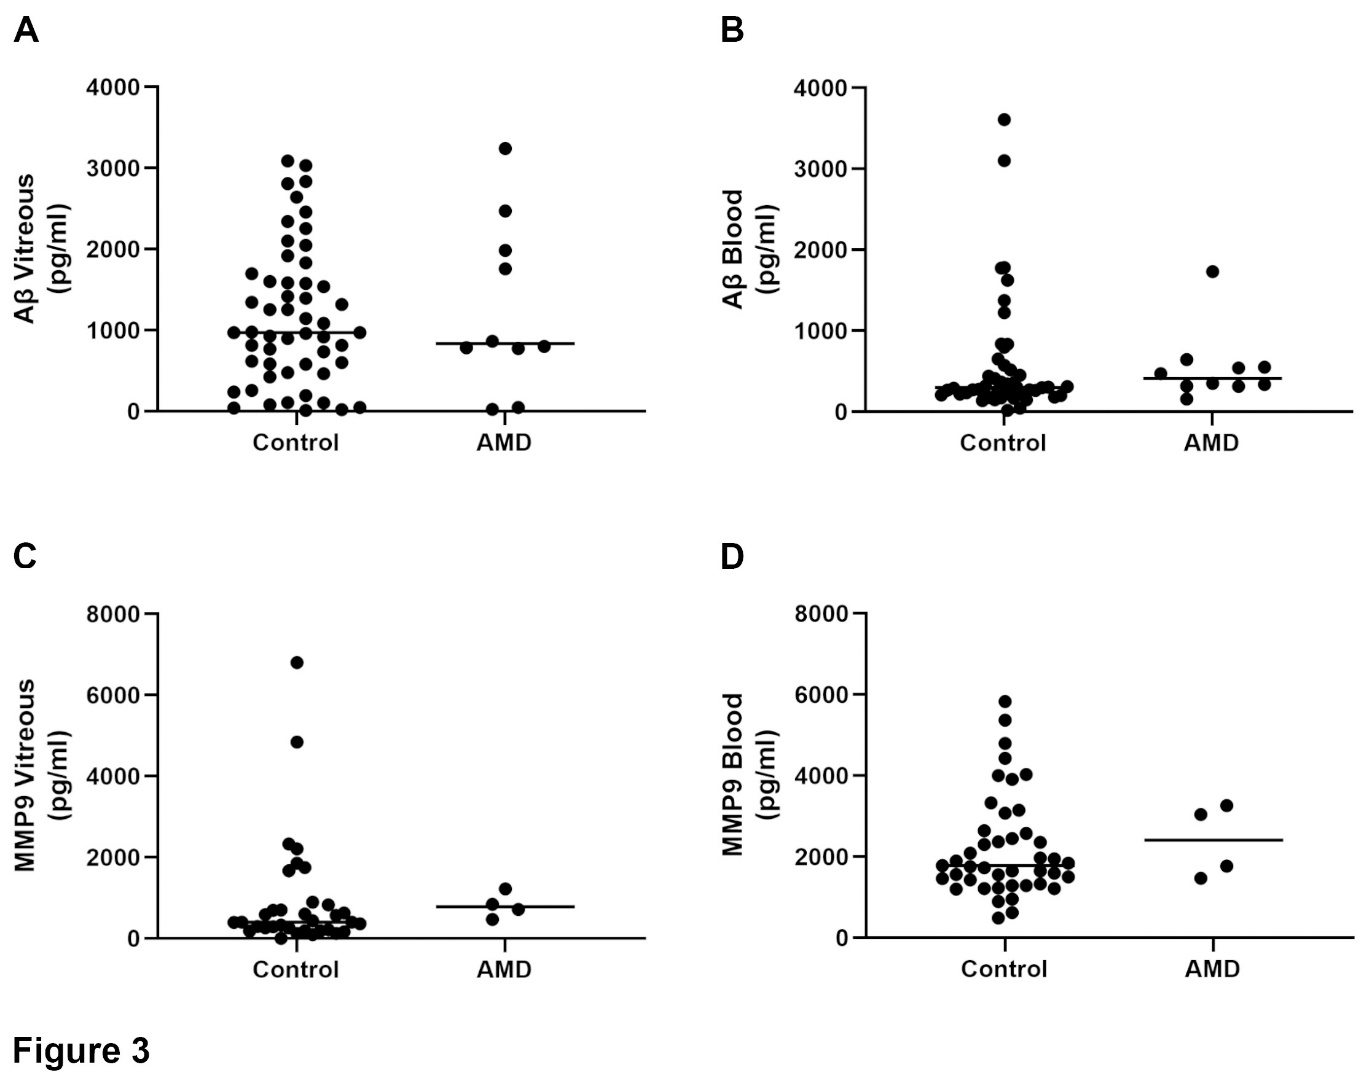 A
Aβ Vitreous
(pg/ml)
4000
3000
2000
1000
0
Control
AMD
B
Aβ Blood
(pg/ml)
4000
3000
2000
1000
0
Control
AMD
C
MMP9 Vitreous
(pg/ml)
8000
6000
4000
2000
0
Control
AMD
D
MMP9 Blood
(pg/ml)
8000
6000
4000
2000
0
Control
AMD
Figure 3